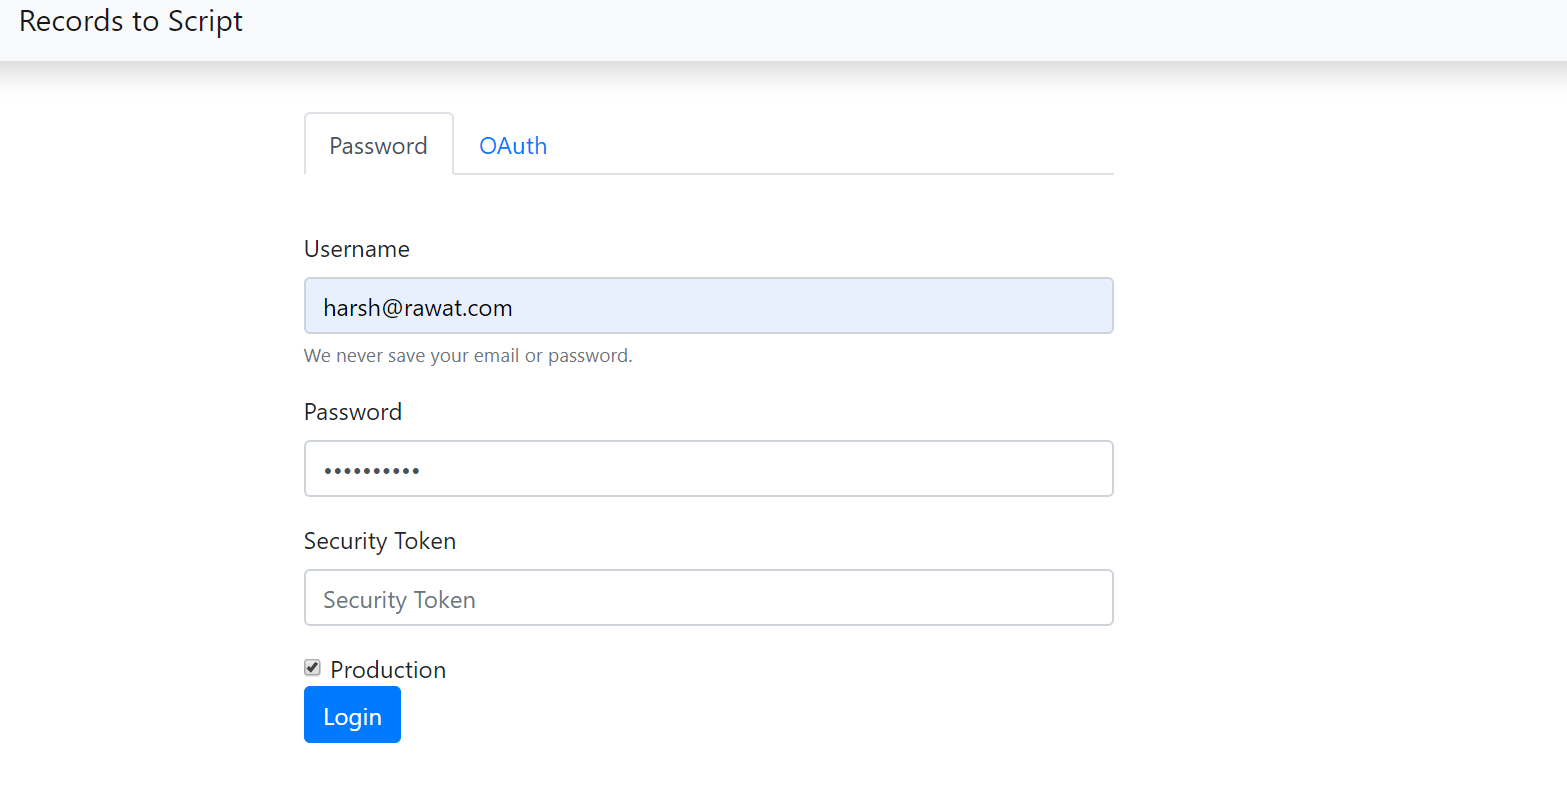 Records to Script
Password
OAuth
Username
harsh@rawat.com
We never save your email or password.
Password
••••••••••
Security Token
Security Token
Production
Login